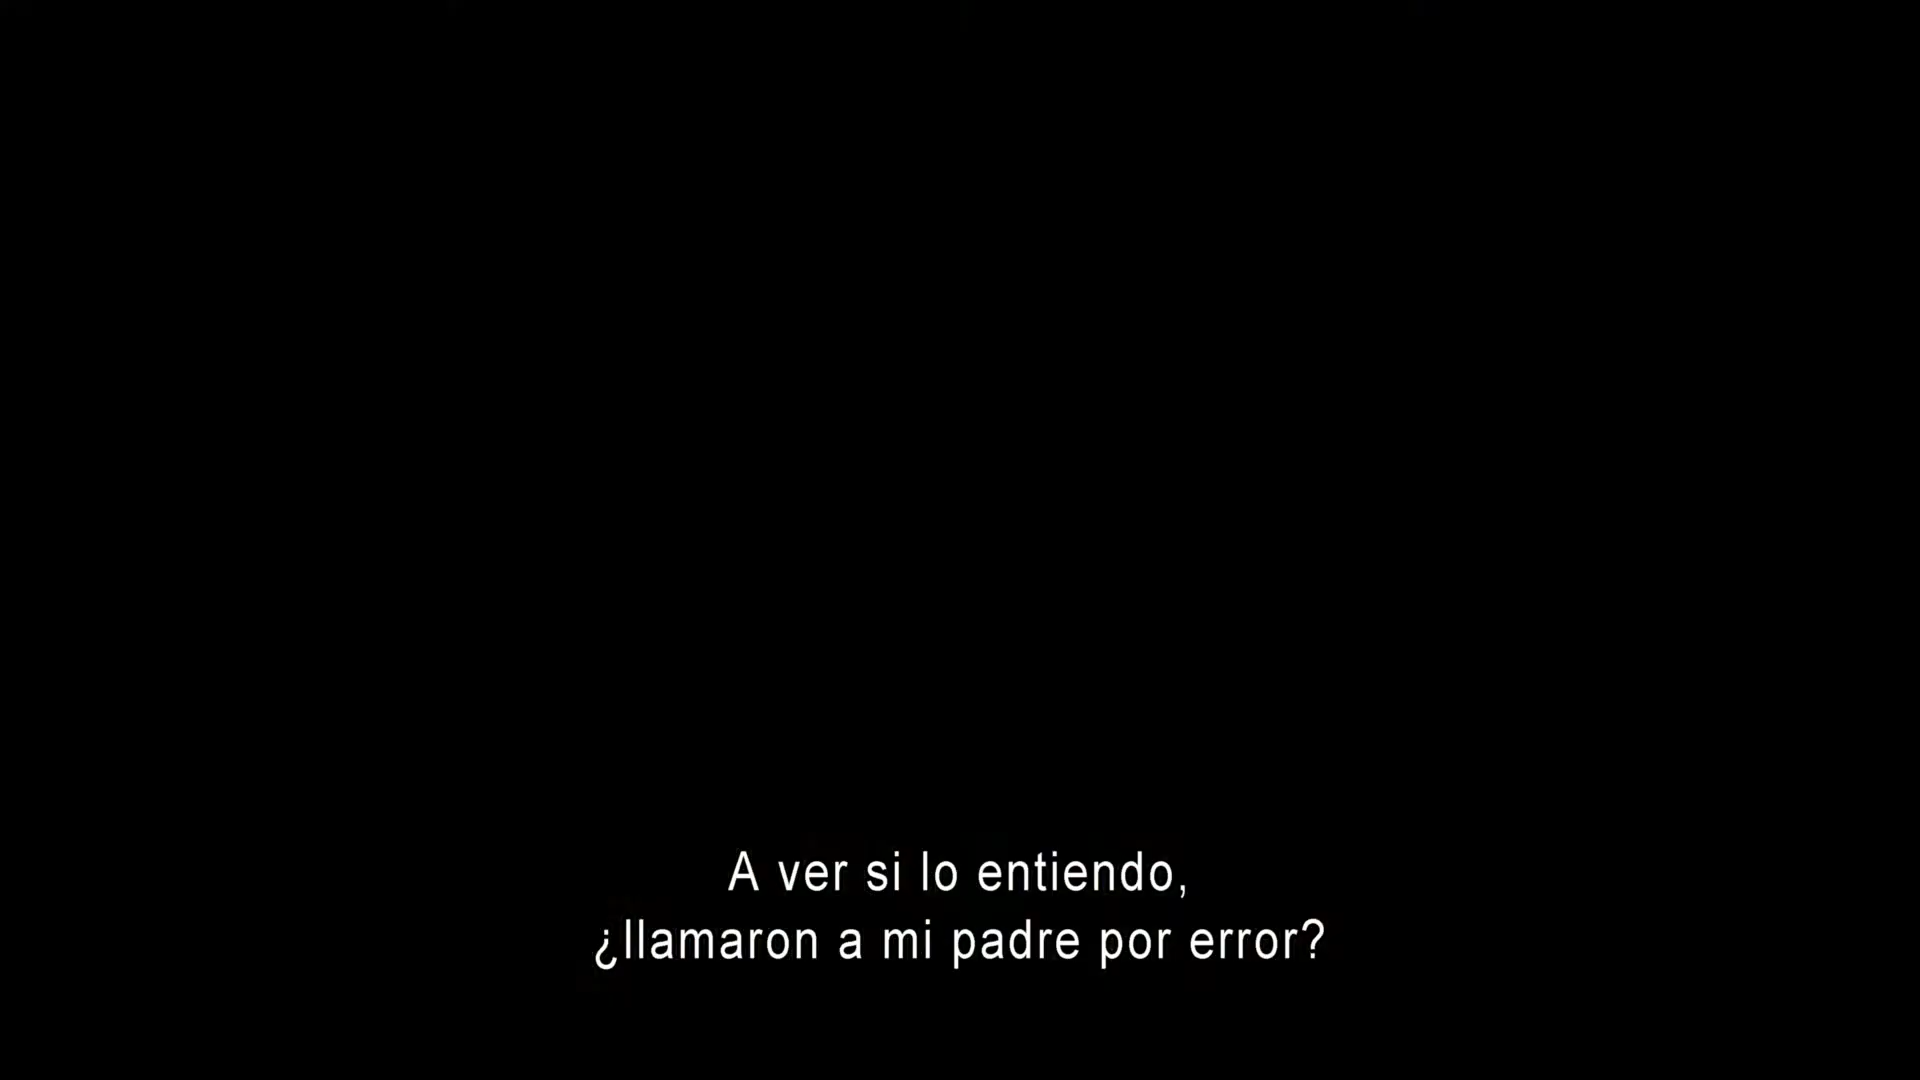 A ver si lo entiendo,
¿llamaron a mi padre por error?